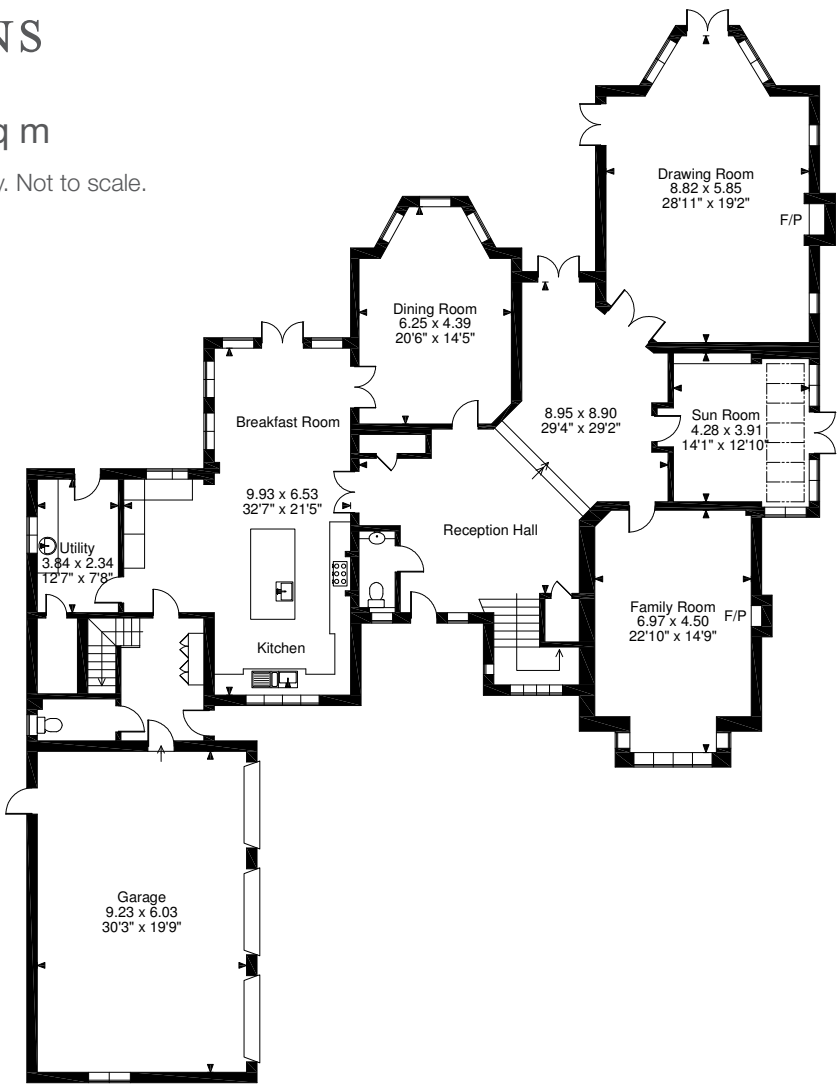 NS
q m
y. Not to scale.
Drawing Room
8.82 x 5.85
28'11" x 19'2"
F/P
Dining Room
6.25 x 4.39
20'6" x 14'5"
8.95 x 8.90
29'4" x 29'2"
Sun Room
4.28 x 3.91
14'1" x 12'10"
Breakfast Room
9.93 x 6.53
32'7" x 21'5"
Reception Hall
Utility
3.84 x 2.34
12'7" x 7'8"
Family Room
6.97 x 4.50
22'10" x 14'9"
F/P
Kitchen
Garage
9.23 x 6.03
30'3" x 19'9"